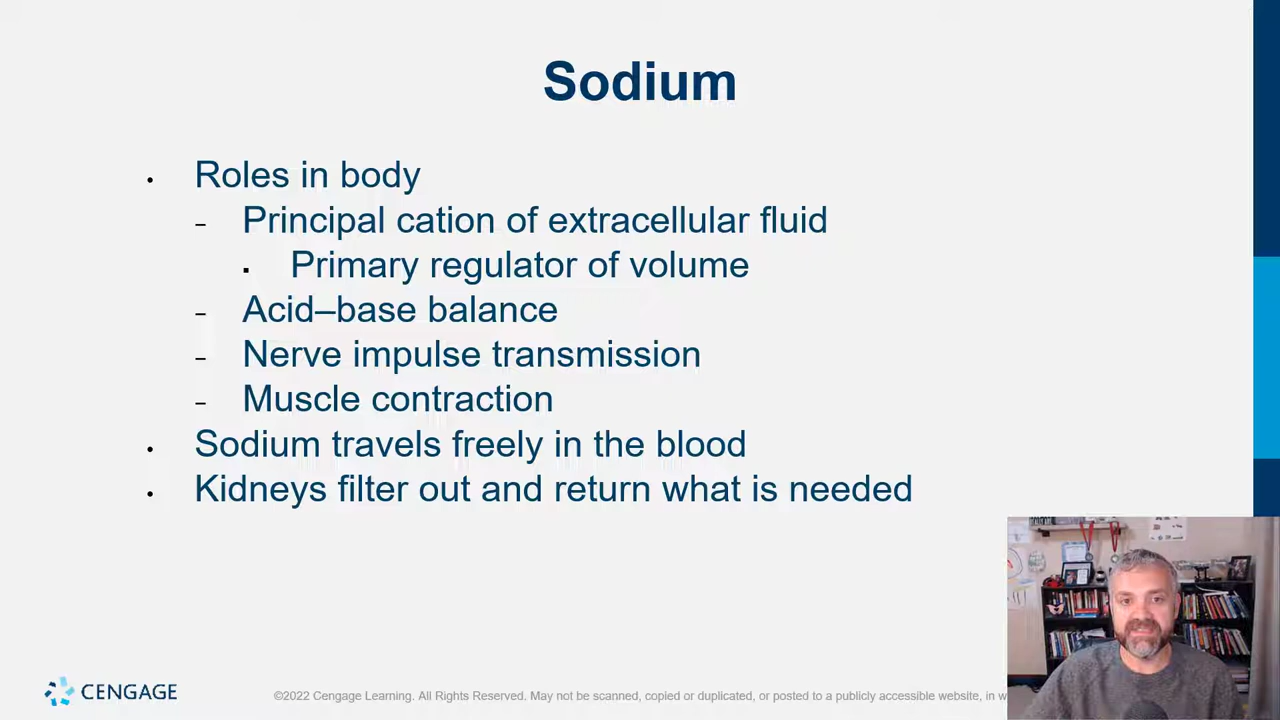 Sodium
• Roles in body
– Principal cation of extracellular fluid
▪ Primary regulator of volume
– Acid–base balance
– Nerve impulse transmission
– Muscle contraction
• Sodium travels freely in the blood
• Kidneys filter out and return what is needed
CENGAGE
©2022 Cengage Learning. All Rights Reserved. May not be scanned, copied or duplicated, or posted to a publicly accessible website, in w